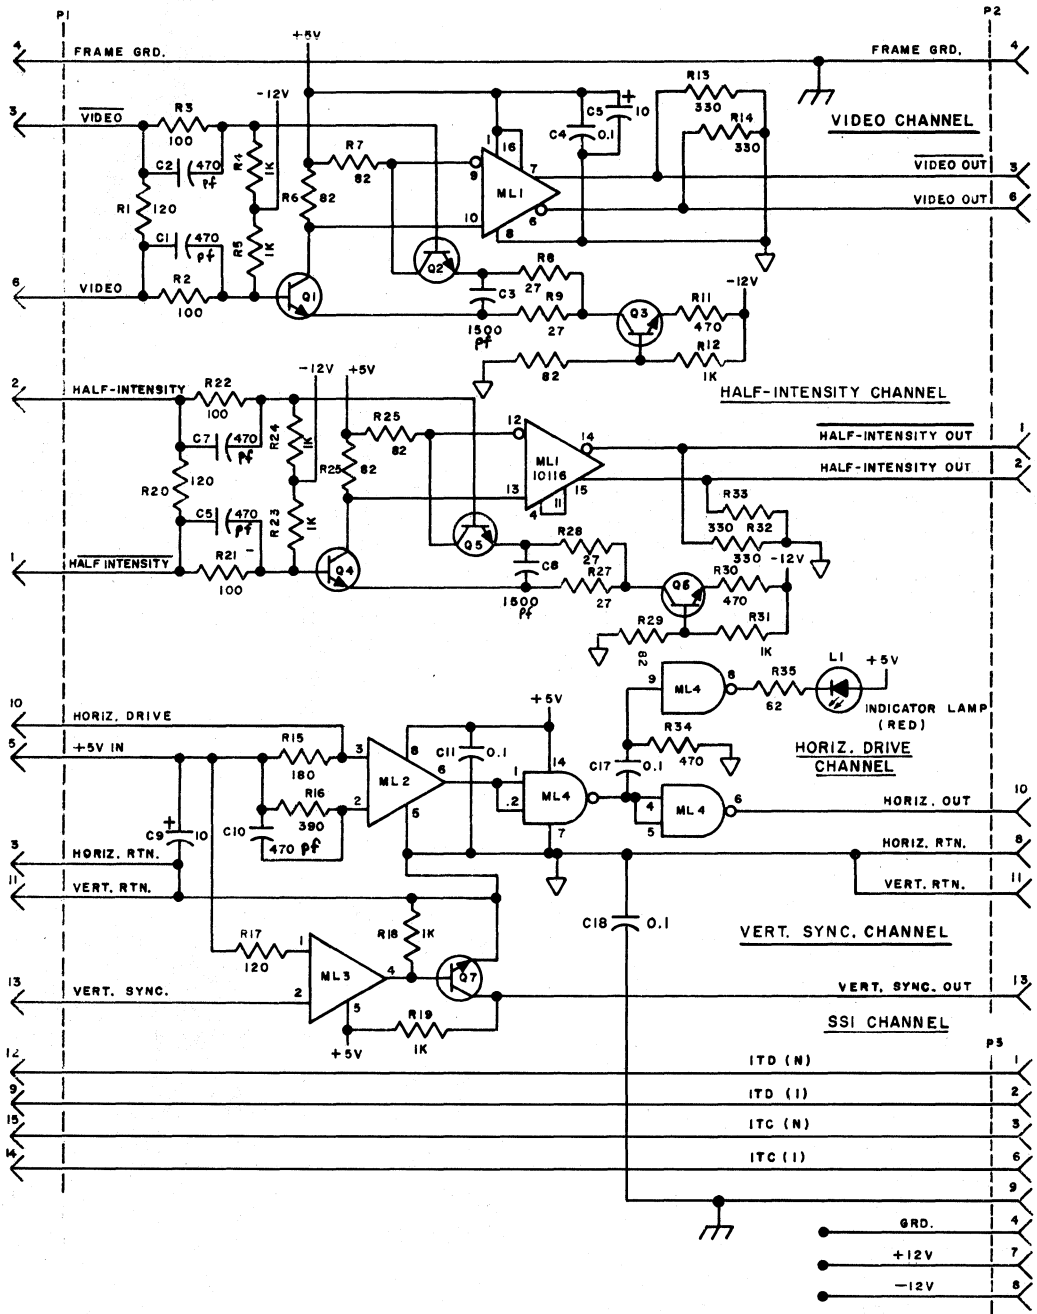 P1
P2
+5V
4
FRAME GRD.
FRAME GRD.
4
-12V
R13
330
C5
+
10
C4
0.1
R14
330
VIDEO CHANNEL
3
VIDEO
R3
100
R4
1K
C2
470
pf
R7
82
1
16
9
7
ML1
VIDEO OUT
3
R1
120
R6
82
10
6
VIDEO OUT
6
8
C1
470
pf
R5
1K
Q2
R8
27
C3
-12V
6
VIDEO
R2
100
Q1
R9
27
Q3
R11
470
1500
pf
R12
1K
82
2
HALF-INTENSITY
R22
100
-12V
+5V
HALF-INTENSITY CHANNEL
R24
1K
R25
82
12
14
HALF-INTENSITY OUT
1
C7
470
pf
R25
82
ML1
10116
HALF-INTENSITY OUT
2
R20
120
13
11
15
4
R33
330
C5
470
pf
R23
1K
Q5
R28
27
R32
330
-12V
1
HALF INTENSITY
R21
100
Q4
C8
R27
27
Q6
R30
470
1500
pf
R29
82
R31
1K
9
ML4
8
R35
62
L1
+5V
INDICATOR LAMP
(RED)
10
HORIZ. DRIVE
+5V
R34
470
HORIZ. DRIVE
CHANNEL
5
+5V IN
R15
180
3
8
C11
0.1
14
C17
0.1
ML2
6
1
.2
ML4
4
5
ML4
6
HORIZ. OUT
10
R16
390
2
5
7
C9
+
10
C10
470 pf
3
HORIZ. RTN.
HORIZ. RTN.
8
11
VERT. RTN.
VERT. RTN.
11
C18
0.1
R17
120
1
R18
1K
VERT. SYNC. CHANNEL
ML3
4
Q7
13
VERT. SYNC.
2
5
VERT. SYNC. OUT
13
R19
1K
+5V
SSI CHANNEL
P3
12
ITD (N)
1
9
ITD (I)
2
15
ITC (N)
3
14
ITC (I)
6
9
GRD.
4
+12V
7
-12V
8